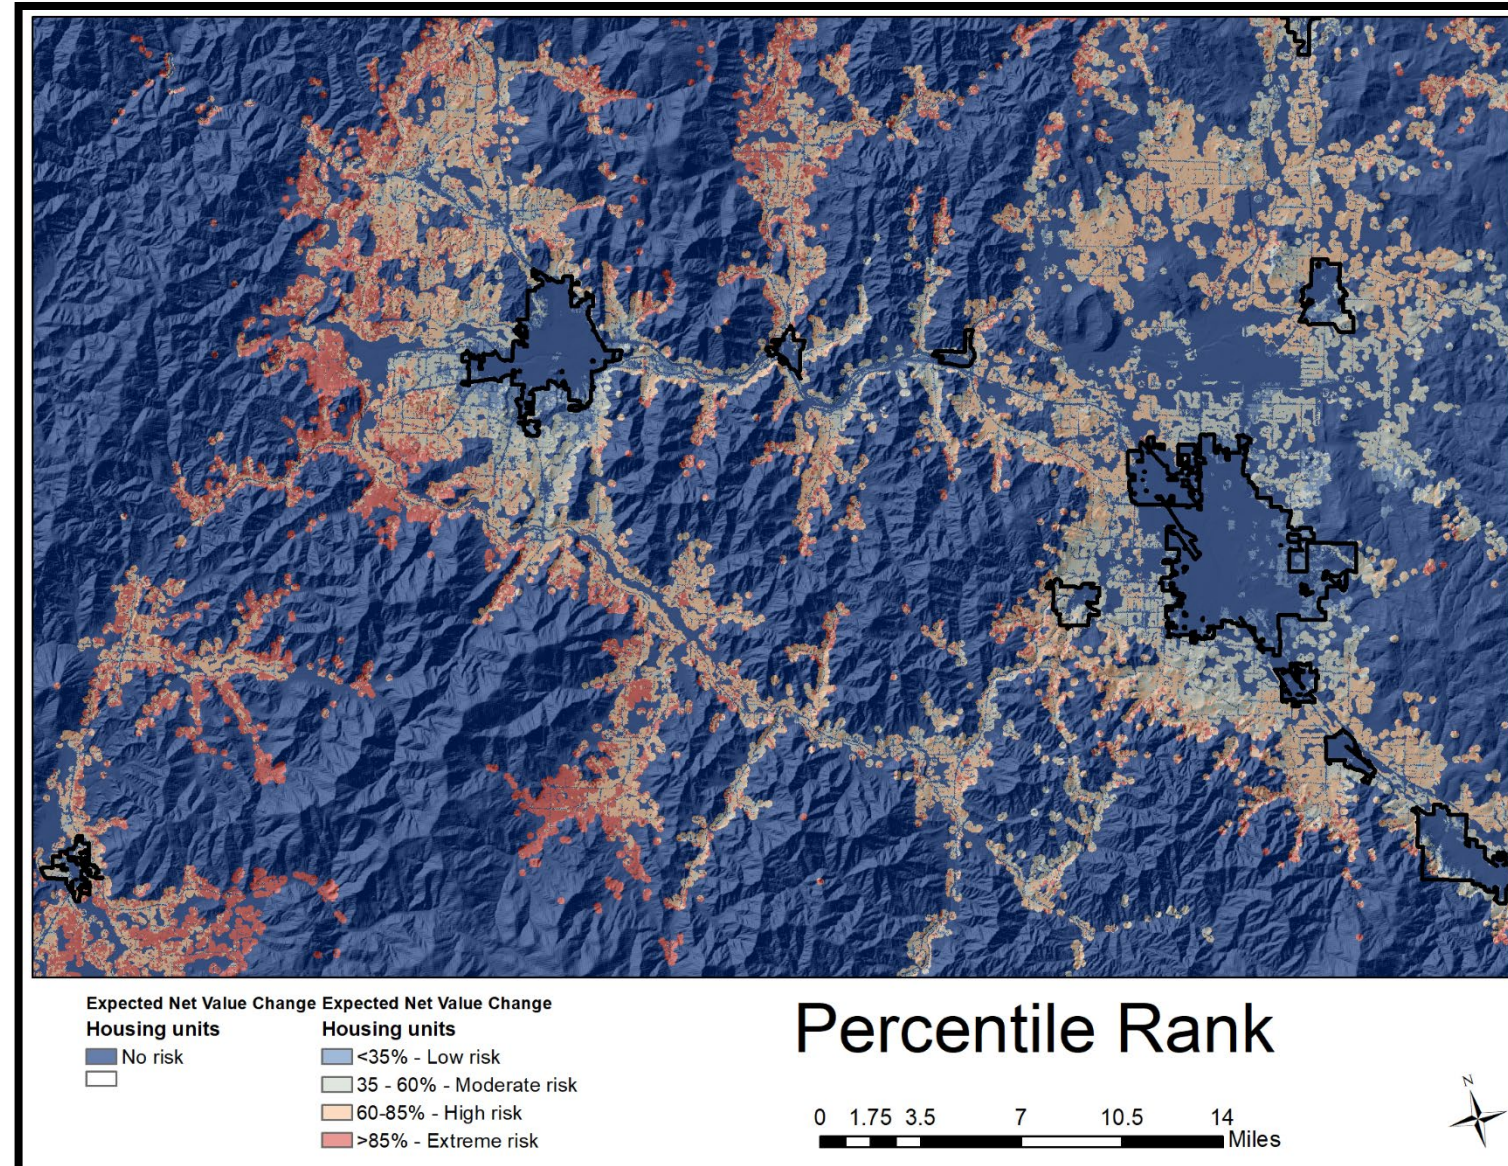 Expected Net Value Change Expected Net Value Change
Housing units Housing units
No risk
<35% - Low risk
35 - 60% - Moderate risk
60-85% - High risk
>85% - Extreme risk
Percentile Rank
0 1.75 3.5 7 10.5 14
Miles
N